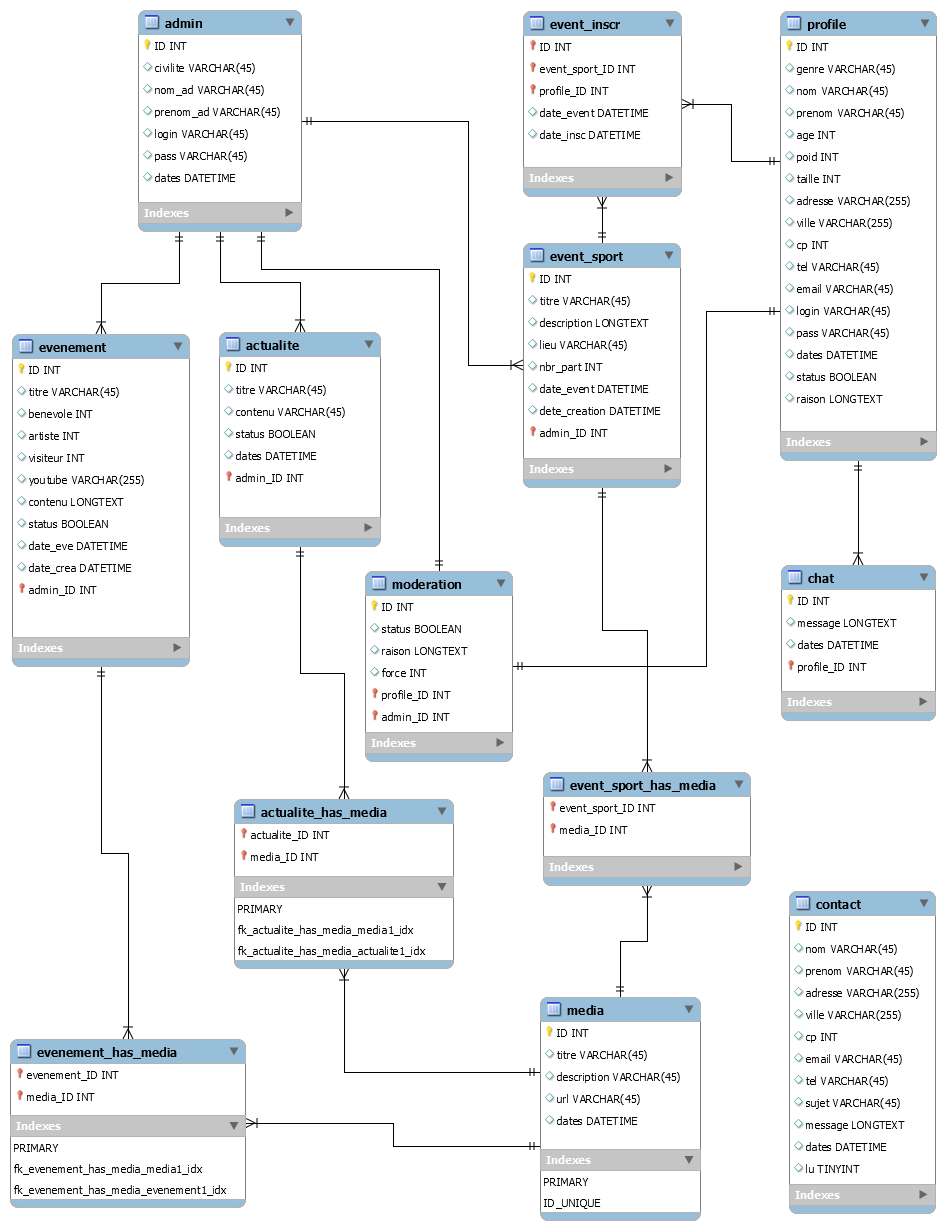 admin
ID INT
civilite VARCHAR(45)
nom_ad VARCHAR(45)
prenom_ad VARCHAR(45)
login VARCHAR(45)
pass VARCHAR(45)
dates DATETIME
Indexes
event_inscr
ID INT
event_sport_ID INT
profile_ID INT
date_event DATETIME
date_insc DATETIME
Indexes
profile
ID INT
genre VARCHAR(45)
nom VARCHAR(45)
prenom VARCHAR(45)
age INT
poid INT
taille INT
adresse VARCHAR(255)
ville VARCHAR(255)
cp INT
tel VARCHAR(45)
email VARCHAR(45)
login VARCHAR(45)
pass VARCHAR(45)
dates DATETIME
status BOOLEAN
raison LONGTEXT
Indexes
event_sport
ID INT
titre VARCHAR(45)
description LONGTEXT
lieu VARCHAR(45)
nbr_part INT
date_event DATETIME
dete_creation DATETIME
admin_ID INT
Indexes
evenement
ID INT
titre VARCHAR(45)
benevole INT
artiste INT
visiteur INT
youtube VARCHAR(255)
contenu LONGTEXT
status BOOLEAN
date_eve DATETIME
date_crea DATETIME
admin_ID INT
Indexes
actualite
ID INT
titre VARCHAR(45)
contenu VARCHAR(45)
status BOOLEAN
dates DATETIME
admin_ID INT
Indexes
moderation
ID INT
status BOOLEAN
raison LONGTEXT
force INT
profile_ID INT
admin_ID INT
Indexes
chat
ID INT
message LONGTEXT
dates DATETIME
profile_ID INT
Indexes
actualite_has_media
actualite_ID INT
media_ID INT
Indexes
PRIMARY
fk_actualite_has_media_media1_idx
fk_actualite_has_media_actualite1_idx
event_sport_has_media
event_sport_ID INT
media_ID INT
Indexes
contact
ID INT
nom VARCHAR(45)
prenom VARCHAR(45)
adresse VARCHAR(255)
ville VARCHAR(255)
cp INT
email VARCHAR(45)
tel VARCHAR(45)
sujet VARCHAR(45)
message LONGTEXT
dates DATETIME
lu TINYINT
Indexes
evenement_has_media
evenement_ID INT
media_ID INT
Indexes
PRIMARY
fk_evenement_has_media_media1_idx
fk_evenement_has_media_evenement1_idx
media
ID INT
titre VARCHAR(45)
description VARCHAR(45)
url VARCHAR(45)
dates DATETIME
Indexes
PRIMARY
ID_UNIQUE